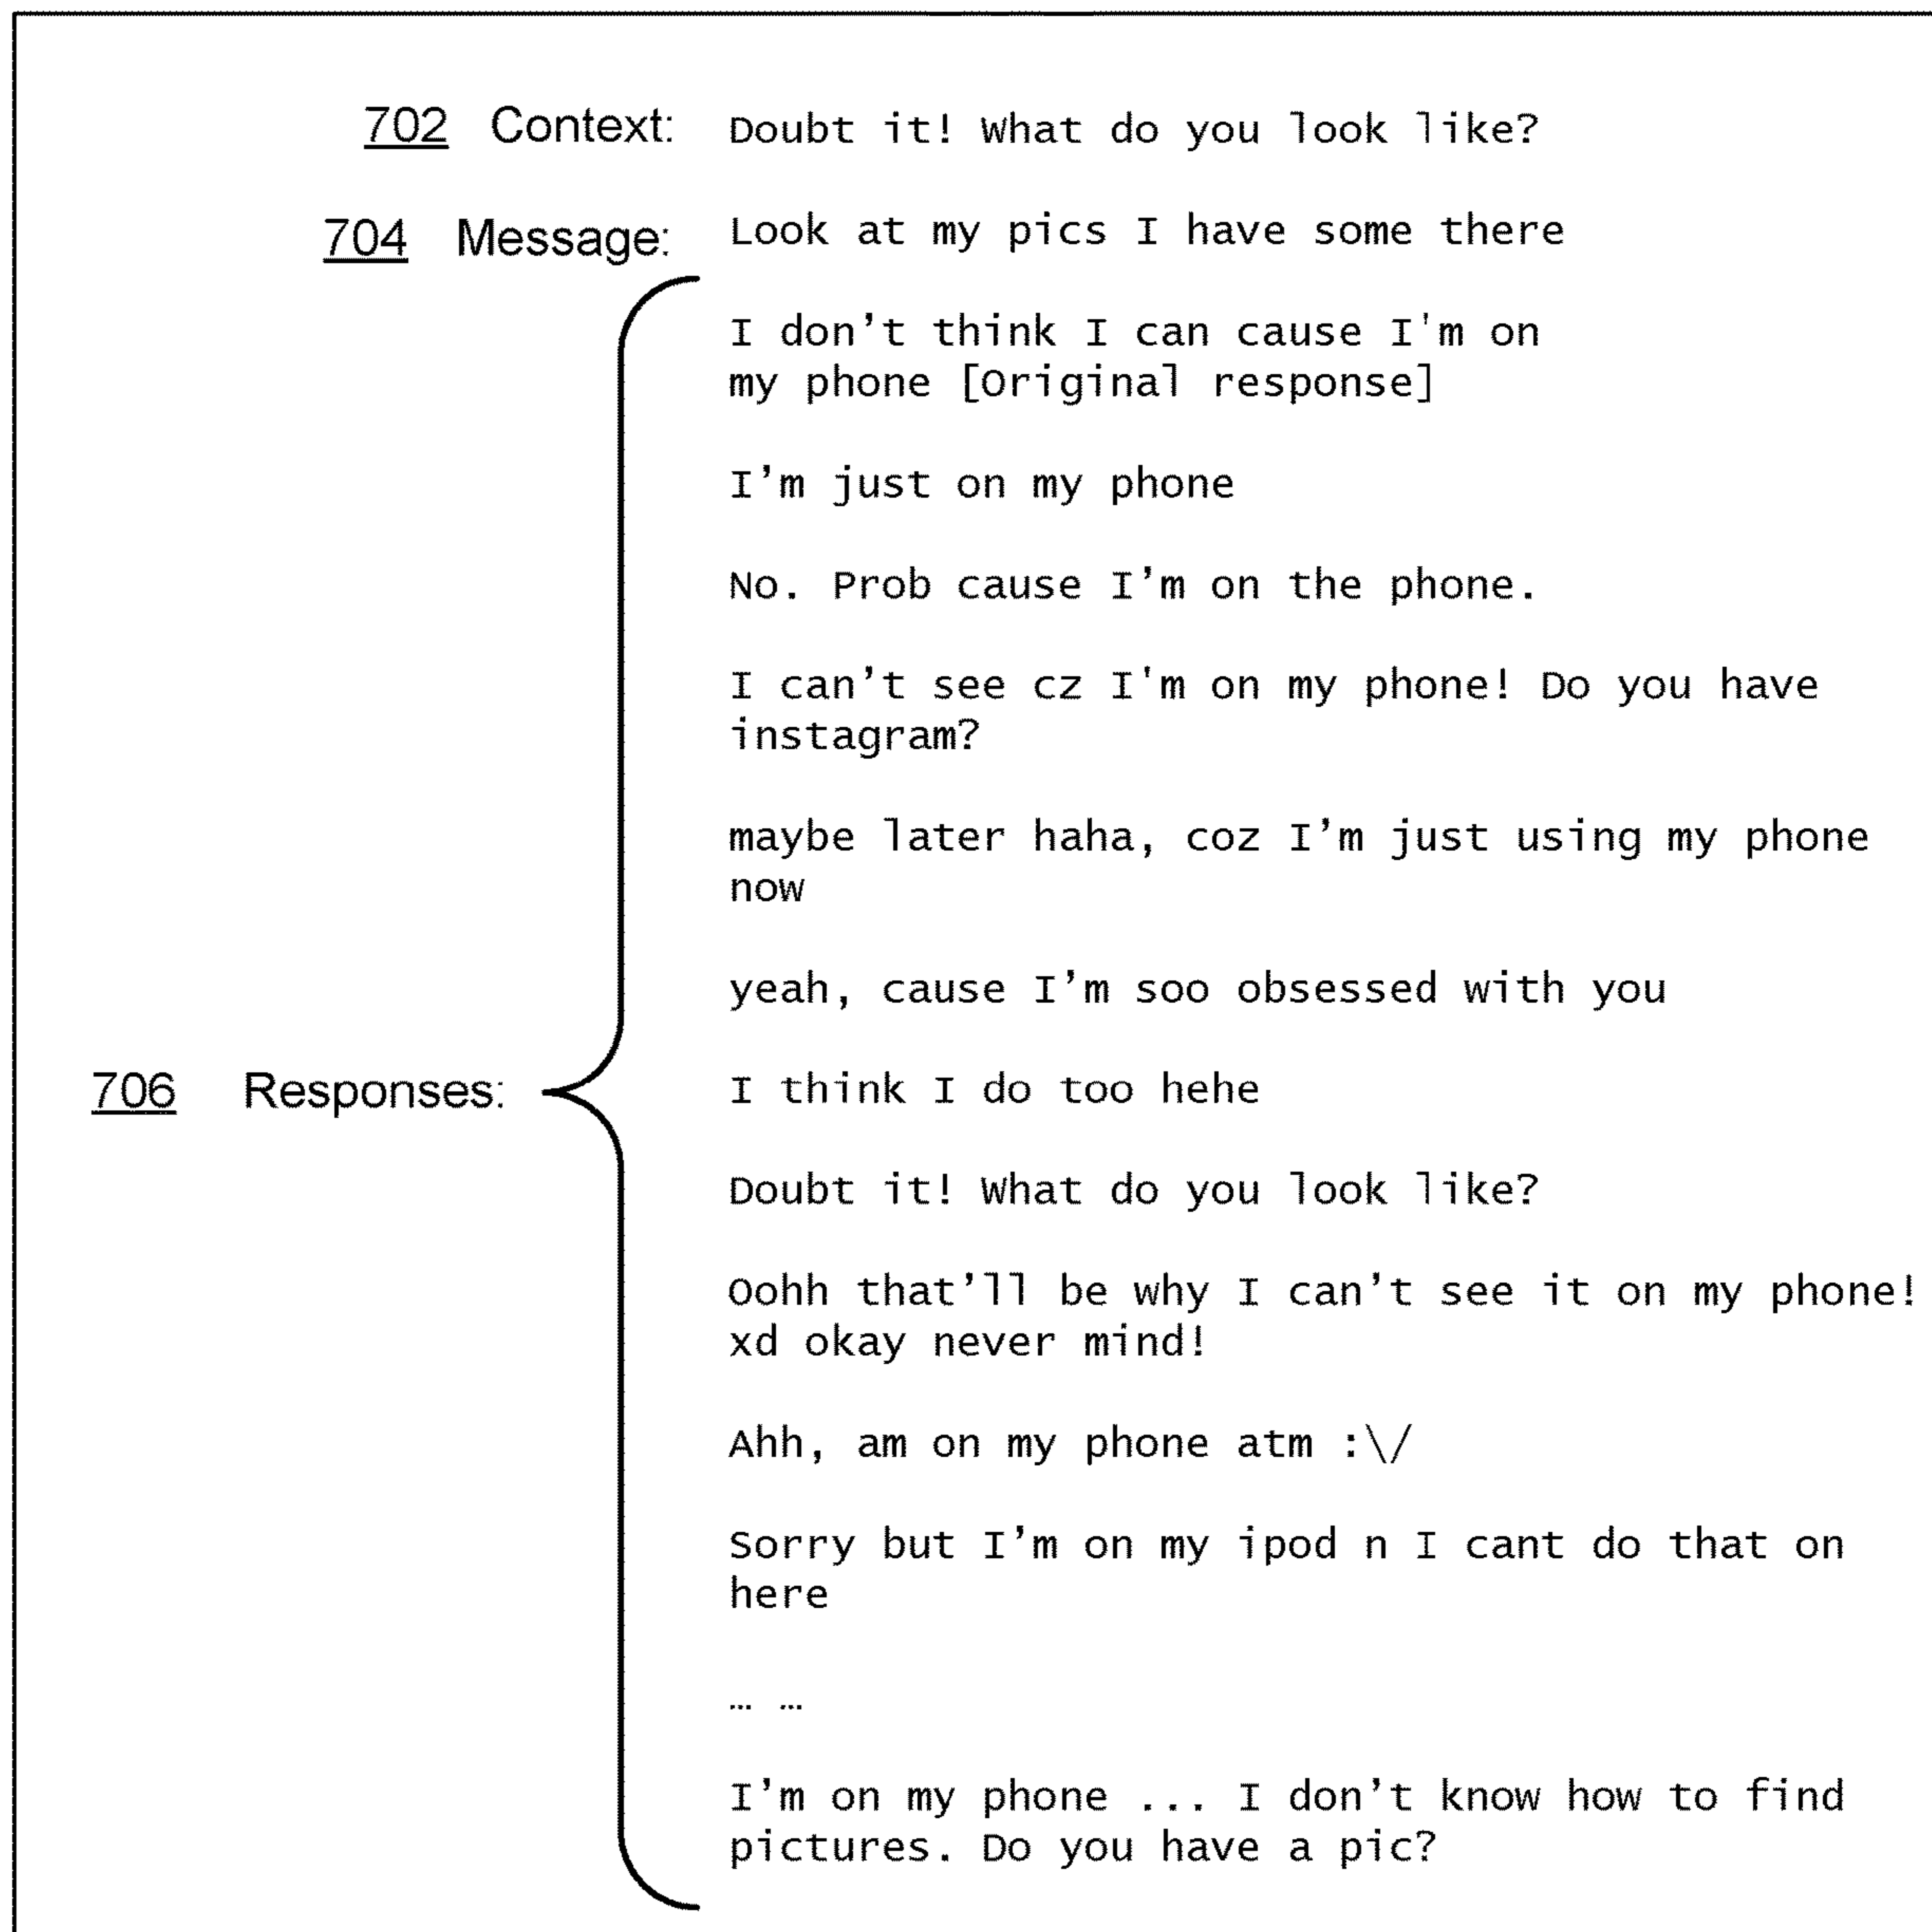 702 Context: Doubt it! What do you look like?
704 Message: Look at my pics I have some there
I don’t think I can cause I'm on
my phone [Original response]
I’m just on my phone
No. Prob cause I’m on the phone.
I can’t see cz I'm on my phone! Do you have
instagram?
maybe later haha, coz I’m just using my phone
now
yeah, cause I’m soo obsessed with you
706 Responses: I think I do too hehe
Doubt it! What do you look like?
Oohh that’ll be why I can’t see it on my phone!
xd okay never mind!
Ahh, am on my phone atm :\/
Sorry but I’m on my ipod n I cant do that on
here
… …
I’m on my phone ... I don’t know how to find
pictures. Do you have a pic?